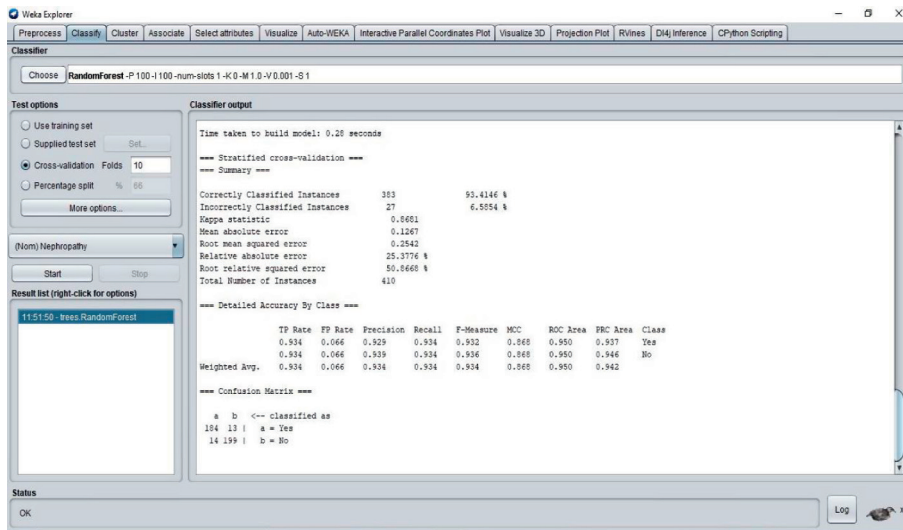 Weka Explorer
Preprocess Classify Cluster Associate Select attributes Visualize Auto-WEKA Interactive Parallel Coordinates Plot Visualize 3D Projection Plot RVines Dl4j Inference CPython Scripting
Classifier
Choose RandomForest -P 100 -I 100 -num-slots 1 -K 0 -M 1.0 -V 0.001 -S 1
Test options
Use training set
Supplied test set Set...
Cross-validation Folds 10
Percentage split % 66
More options...
(Nom) Nephropathy
Start Stop
Result list (right-click for options)
11:51:50 - trees.RandomForest
Classifier output
Time taken to build model: 0.28 seconds
=== Stratified cross-validation ===
=== Summary ===
Correctly Classified Instances 383 93.4146 %
Incorrectly Classified Instances 27 6.5854 %
Kappa statistic 0.8681
Mean absolute error 0.1267
Root mean squared error 0.2542
Relative absolute error 25.3776 %
Root relative squared error 50.8668 %
Total Number of Instances 410
=== Detailed Accuracy By Class ===
TP Rate FP Rate Precision Recall F-Measure MCC ROC Area PRC Area Class
0.934 0.066 0.929 0.934 0.932 0.868 0.950 0.937 Yes
0.934 0.066 0.939 0.934 0.936 0.868 0.950 0.946 No
Weighted Avg. 0.934 0.066 0.934 0.934 0.934 0.868 0.950 0.942
=== Confusion Matrix ===
a b <-- classified as
184 13 | a = Yes
14 199 | b = No
Status
OK
Log
x